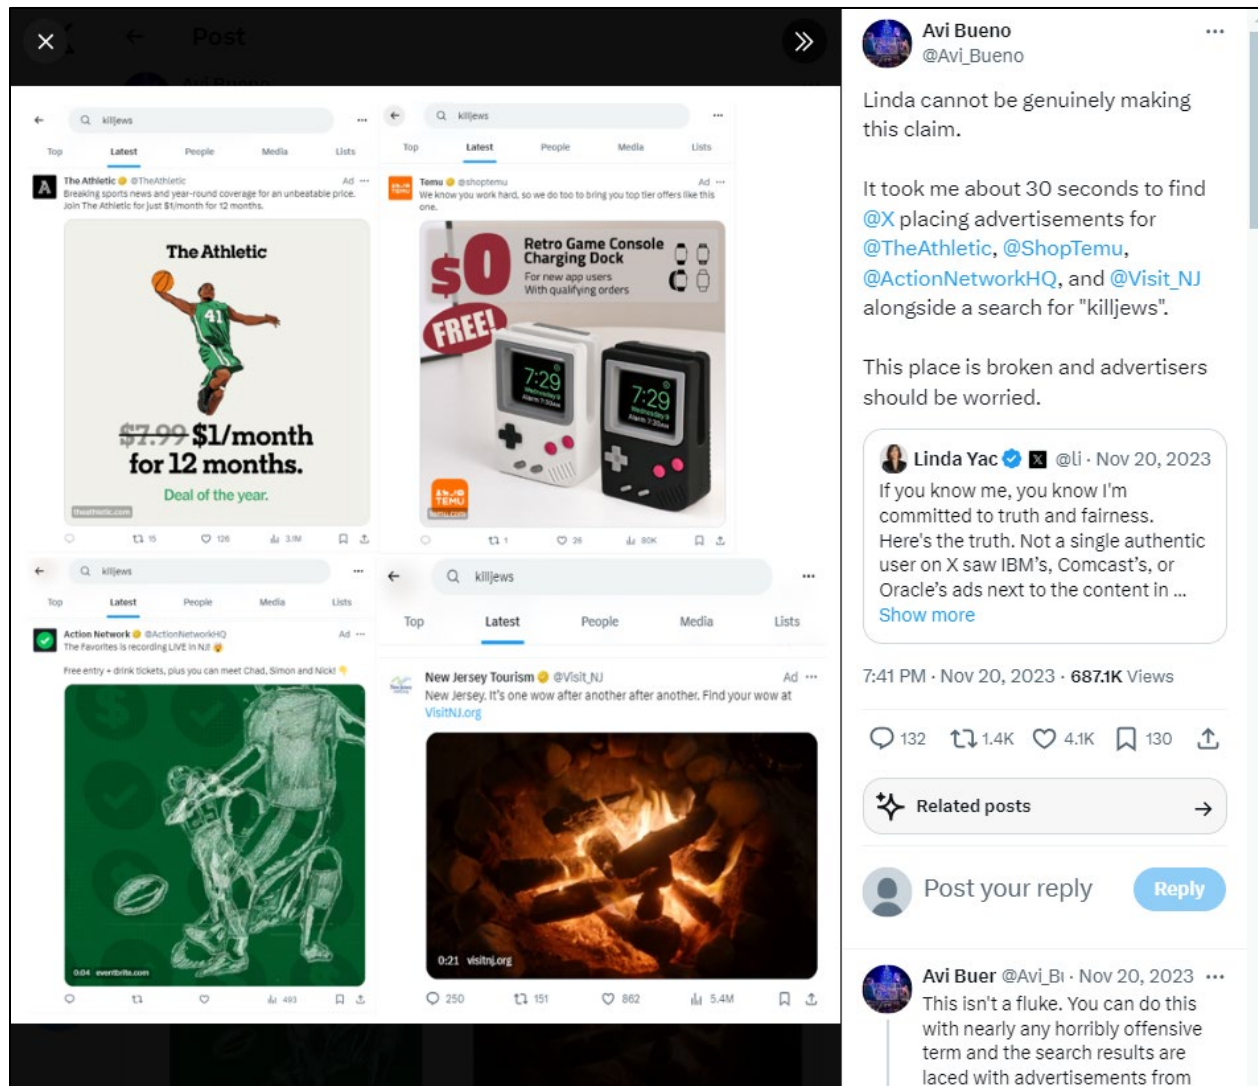 Post
Avi Bueno
killjews
Top Latest People Media Lists
The Athletic @TheAthletic Ad
Breaking sports news and year-round coverage for an unbeatable price.
Join The Athletic for just $1/month for 12 months.
The Athletic
41
$7.99 $1/month
for 12 months.
Deal of the year.
theathletic.com
15 126 3.1M
killjews
Top Latest People Media Lists
Temu @shoptemu Ad
We know you work hard, so we do too to bring you top tier offers like this
one.
$0
Retro Game Console
Charging Dock
For new app users
With qualifying orders
FREE!
7:29
Wednesday 9
Alarm 7:30AM
7:29
Wednesday 9
Alarm 7:30AM
TEMU
temu.com
1 26 80K
killjews
Top Latest People Media Lists
Action Network @ActionNetworkHQ Ad
The Favorites is recording LIVE in NJ!
Free entry + drink tickets, plus you can meet Chad, Simon and Nick!
0:04 eventbrite.com
493
killjews
Top Latest People Media Lists
New Jersey Tourism @Visit_NJ Ad
New Jersey. It's one wow after another after another. Find your wow at
VisitNJ.org
0:21 visitnj.org
250 151 862 5.4M
Avi Bueno
@Avi_Bueno
Linda cannot be genuinely making
this claim.
It took me about 30 seconds to find
@X placing advertisements for
@TheAthletic, @ShopTemu,
@ActionNetworkHQ, and @Visit_NJ
alongside a search for "killjews".
This place is broken and advertisers
should be worried.
Linda Yac @li · Nov 20, 2023
If you know me, you know I'm
committed to truth and fairness.
Here's the truth. Not a single authentic
user on X saw IBM's, Comcast's, or
Oracle's ads next to the content in ...
Show more
7:41 PM · Nov 20, 2023 · 687.1K Views
132 1.4K 4.1K 130
Related posts
Post your reply Reply
Avi Buer @Avi_Bu · Nov 20, 2023
This isn't a fluke. You can do this
with nearly any horribly offensive
term and the search results are
laced with advertisements from